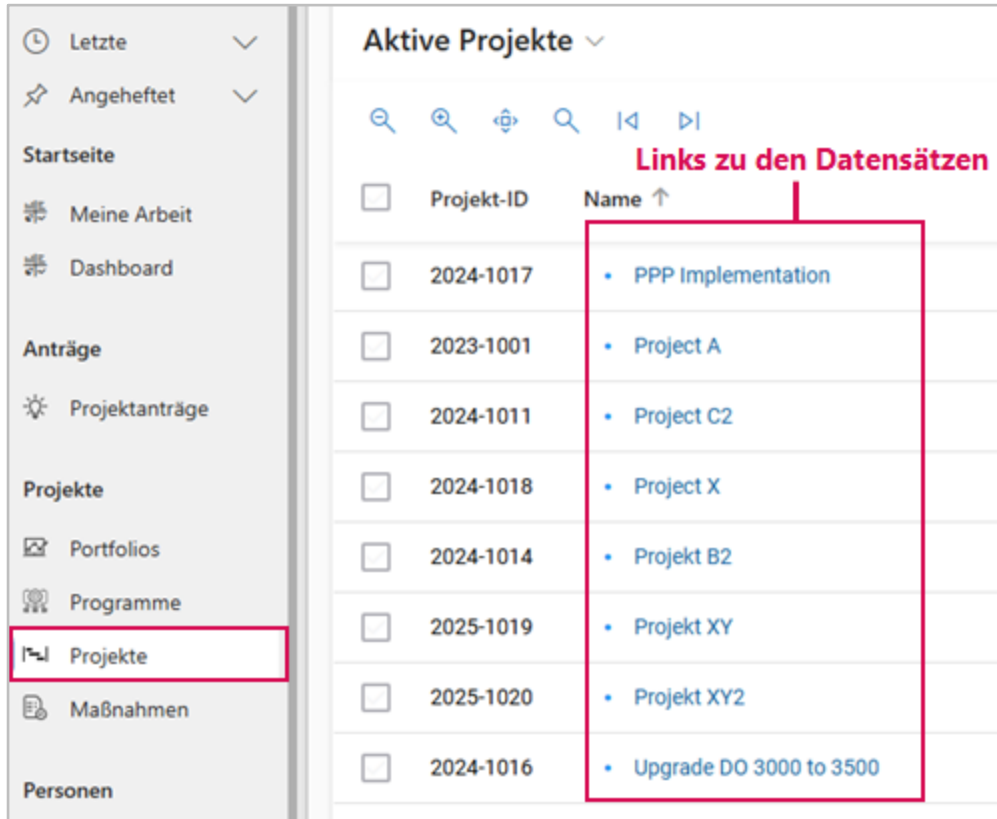 Letzte
Angeheftet
Startseite
Meine Arbeit
Dashboard
Anträge
Projektanträge
Projekte
Portfolios
Programme
Projekte
Maßnahmen
Personen
Aktive Projekte
Links zu den Datensätzen
Projekt-ID Name
2024-1017 PPP Implementation
2023-1001 Project A
2024-1011 Project C2
2024-1018 Project X
2024-1014 Projekt B2
2025-1019 Projekt XY
2025-1020 Projekt XY2
2024-1016 Upgrade DO 3000 to 3500